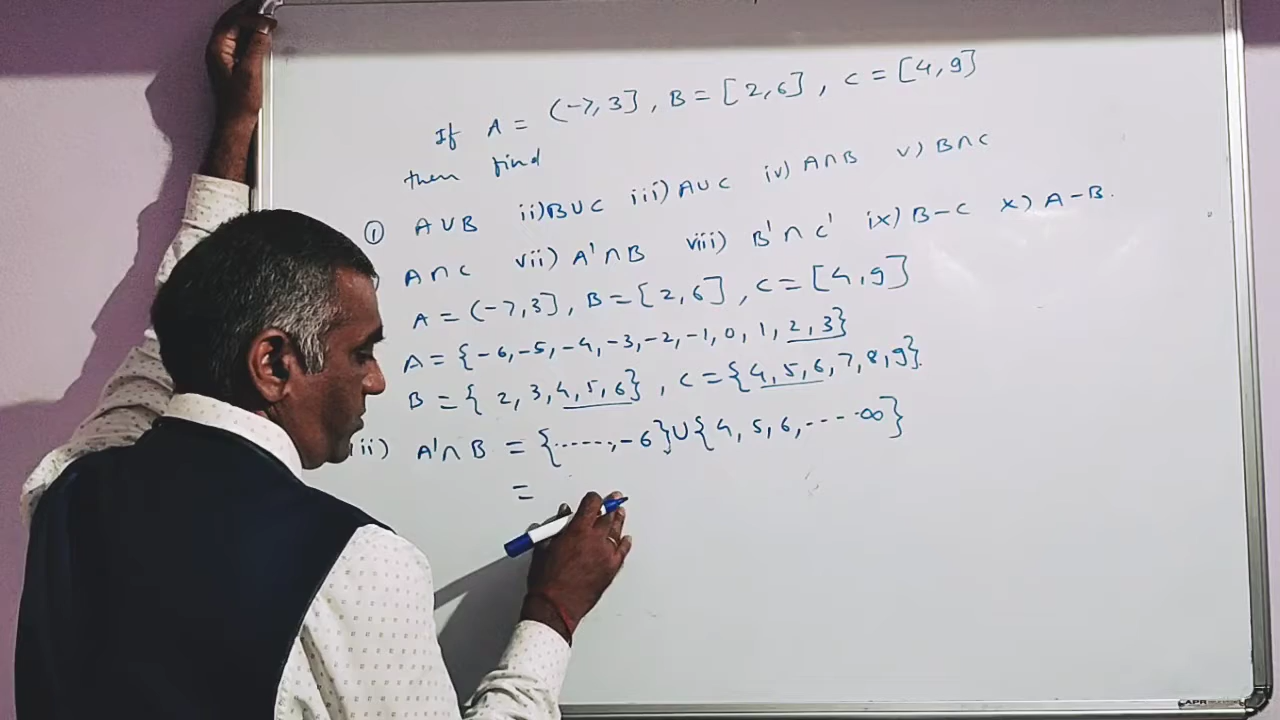 If A = (-7, 3], B = [2, 6], C = [4, 9]
then find
① A∪B ii) B∪C iii) A∪C iv) A∩B v) B∩C
A∩C vii) A'∩B viii) B'∩C' ix) B-C x) A-B.
A = (-7, 3], B = [2, 6], C = [4, 9]
A = {-6, -5, -4, -3, -2, -1, 0, 1, 2, 3}
B = { 2, 3, 4, 5, 6}, C = {4, 5, 6, 7, 8, 9}.
ii) A'∩B = {......, -6}∪{4, 5, 6, ---- ∞}
=